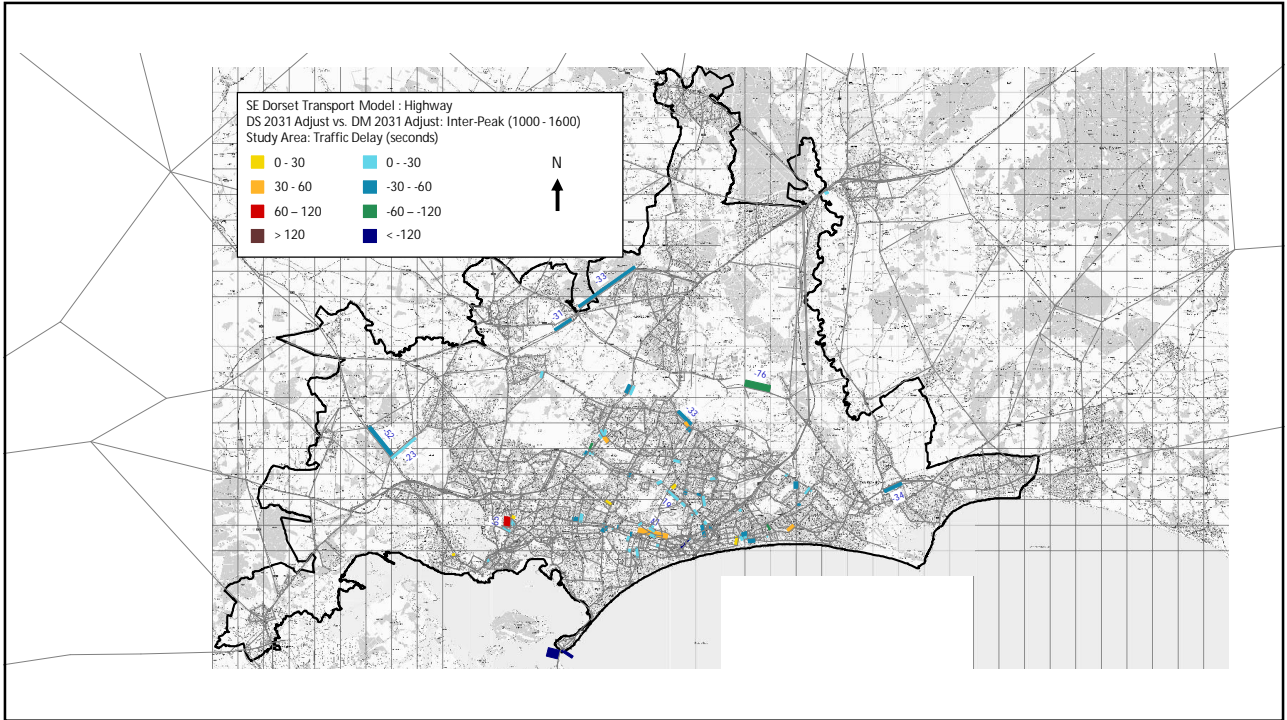 SE Dorset Transport Model : Highway
DS 2031 Adjust vs. DM 2031 Adjust: Inter-Peak (1000 - 1600)
Study Area: Traffic Delay (seconds)
0 - 30
0 - -30
N
30 - 60
-30 - -60
60 – 120
-60 – -120
> 120
< -120
-33
-31
-76
-33
-52
-23
-34